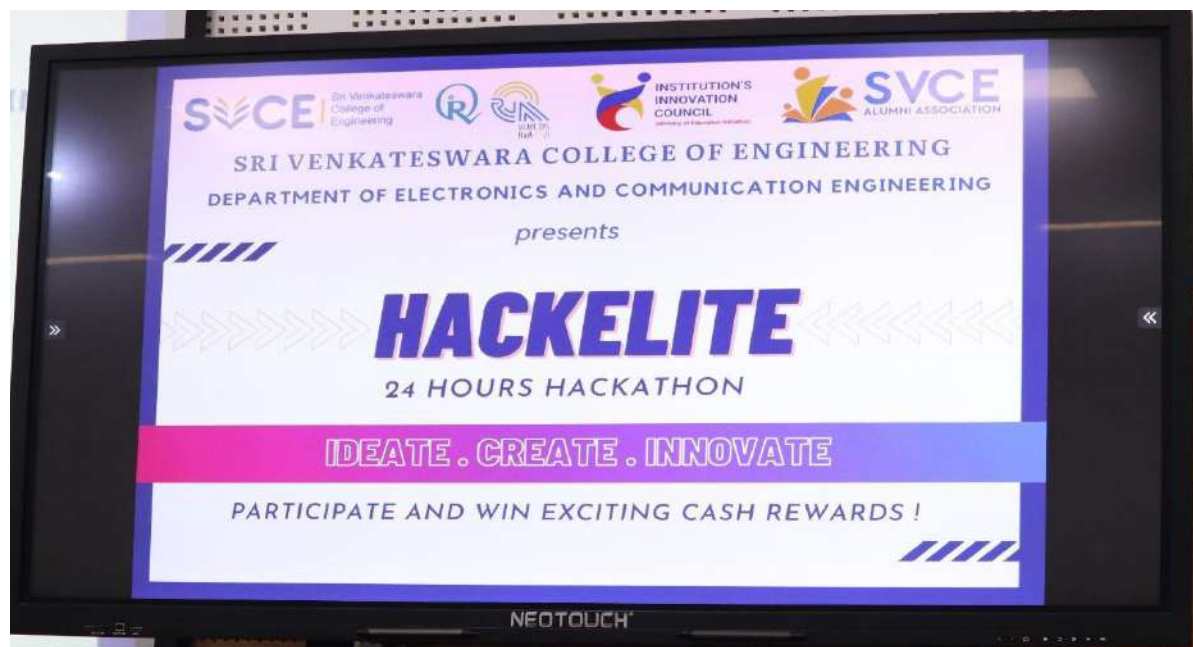 SVCE
Sri Venkateswara
College of
Engineering
INSTITUTION'S
INNOVATION
COUNCIL
SVCE
ALUMNI ASSOCIATION
SRI VENKATESWARA COLLEGE OF ENGINEERING
DEPARTMENT OF ELECTRONICS AND COMMUNICATION ENGINEERING
presents
HACKELITE
24 HOURS HACKATHON
IDEATE . CREATE . INNOVATE
PARTICIPATE AND WIN EXCITING CASH REWARDS !
NEOTOUCH